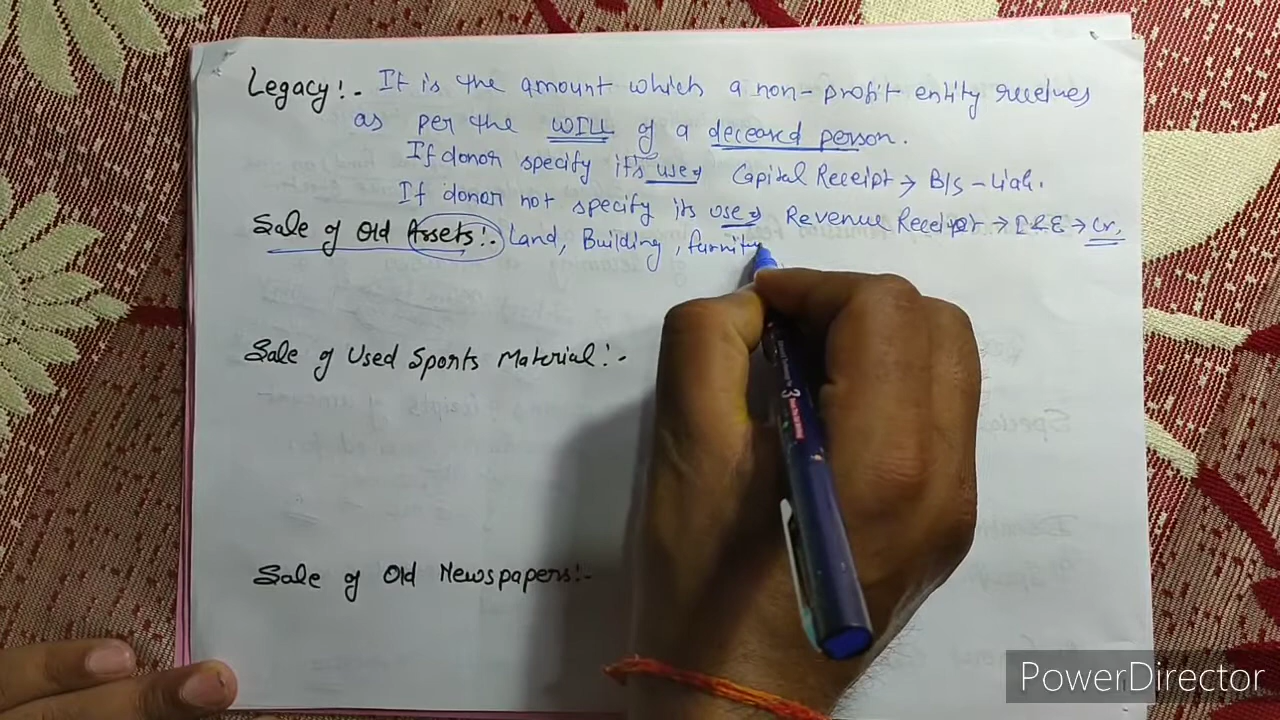 Legacy:- It is the amount which a non-profit entity receives
as per the WILL of a deceased person.
If donor specify it's use, Capital Receipt → B/S - Liab.
If donor not specify its use, Revenue Receipt → I&E → Cr.
Sale of Old Assets:- Land, Building, furnitu
Sale of Used Sports Material:-
Sale of Old Newspapers:-
PowerDirector